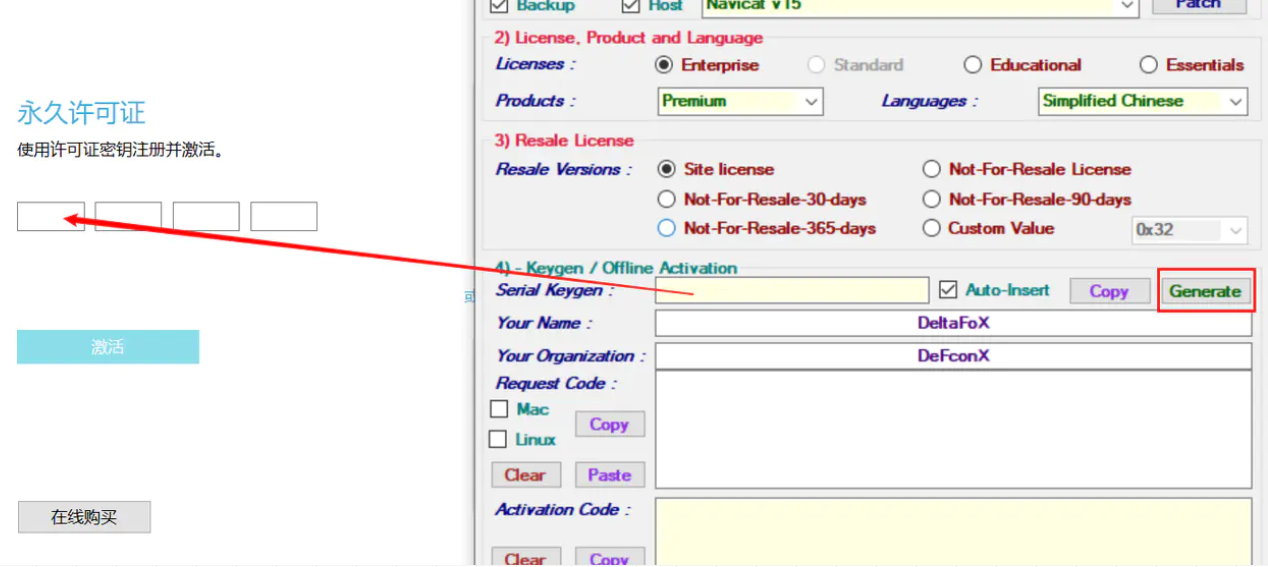 永久许可证
使用许可证密钥注册并激活。
或
激活
在线购买
Backup Host Navicat v15 Patch
2) License, Product and Language
Licenses : Enterprise Standard Educational Essentials
Products : Premium Languages : Simplified Chinese
3) Resale License
Resale Versions : Site license Not-For-Resale License
Not-For-Resale-30-days Not-For-Resale-90-days
Not-For-Resale-365-days Custom Value 0x32
4) - Keygen / Offline Activation
Serial Keygen : Auto-Insert Copy Generate
Your Name : DeltaFoX
Your Organization : DeFconX
Request Code :
Mac
Copy
Linux
Clear Paste
Activation Code :
Clear Copy